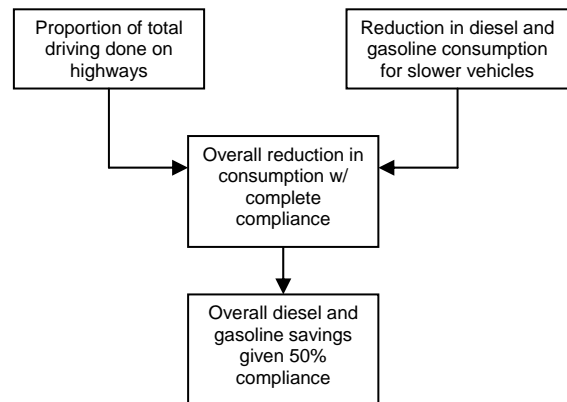 Proportion of total
driving done on
highways
Reduction in diesel and
gasoline consumption
for slower vehicles
Overall reduction in
consumption w/
complete
compliance
Overall diesel and
gasoline savings
given 50%
compliance